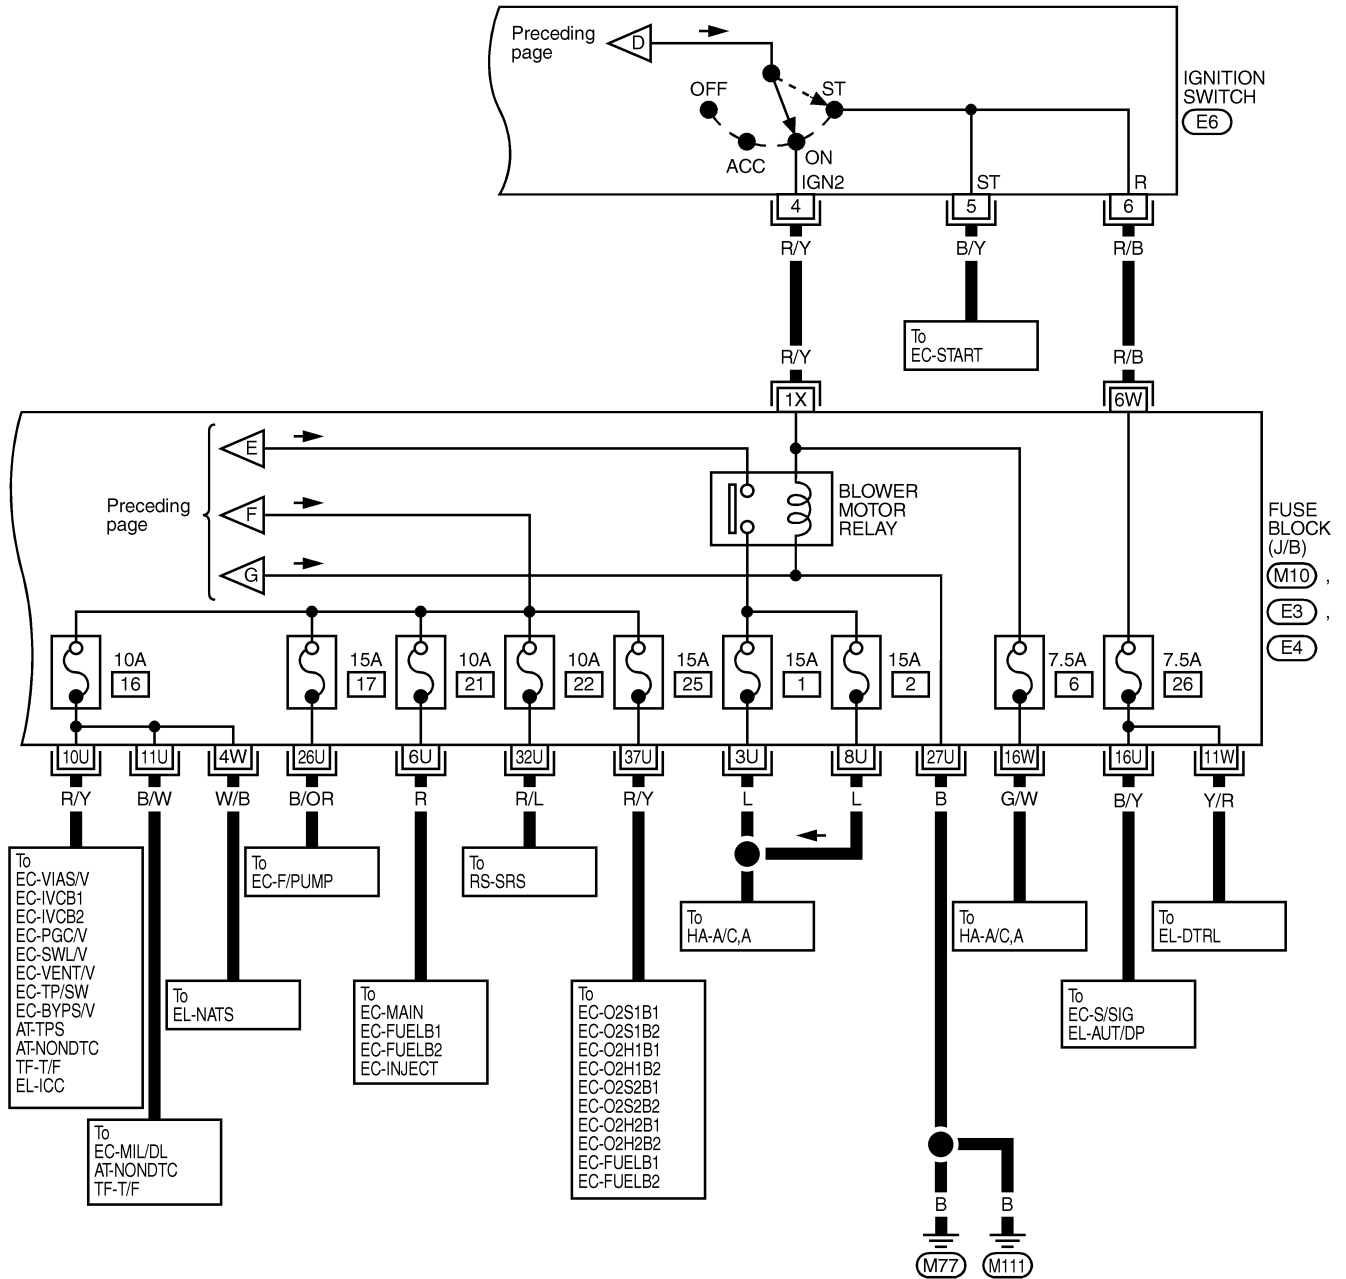 Preceding
page
D
OFF
ST
ACC
ON
IGN2
ST
R
IGNITION
SWITCH
E6
4
5
6
R/Y
B/Y
R/B
To
EC-START
R/Y
R/B
1X
6W
Preceding
page
E
F
G
BLOWER
MOTOR
RELAY
FUSE
BLOCK
(J/B)
M10 ,
E3 ,
E4
10A
16
15A
17
10A
21
10A
22
15A
25
15A
1
15A
2
7.5A
6
7.5A
26
10U
11U
4W
26U
6U
32U
37U
3U
8U
27U
16W
16U
11W
R/Y
B/W
W/B
B/OR
R
R/L
R/Y
L
L
B
G/W
B/Y
Y/R
To
EC-VIAS/V
EC-IVCB1
EC-IVCB2
EC-PGC/V
EC-SWL/V
EC-VENT/V
EC-TP/SW
EC-BYPS/V
AT-TPS
AT-NONDTC
TF-T/F
EL-ICC
To
EC-MIL/DL
AT-NONDTC
TF-T/F
To
EL-NATS
To
EC-F/PUMP
To
EC-MAIN
EC-FUELB1
EC-FUELB2
EC-INJECT
To
RS-SRS
To
EC-O2S1B1
EC-O2S1B2
EC-O2H1B1
EC-O2H1B2
EC-O2S2B1
EC-O2S2B2
EC-O2H2B1
EC-O2H2B2
EC-FUELB1
EC-FUELB2
To
HA-A/C,A
To
HA-A/C,A
To
EC-S/SIG
EL-AUT/DP
To
EL-DTRL
B
B
M77
M111